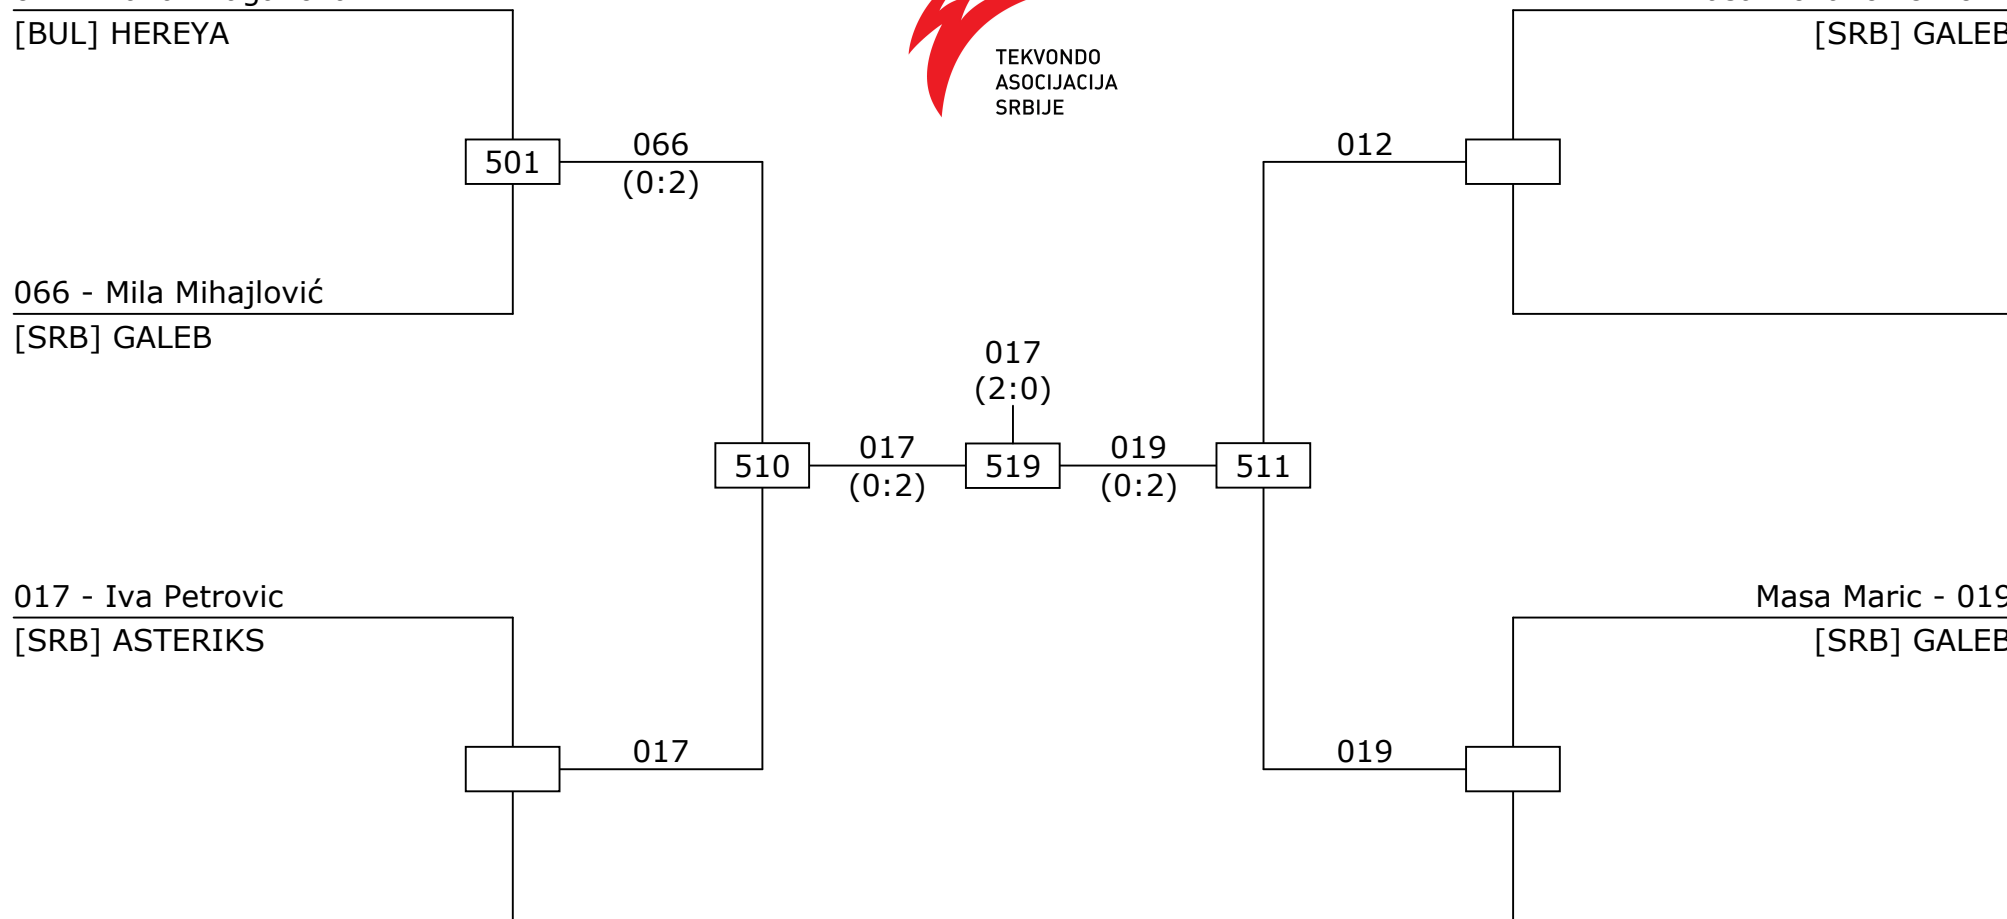 [BUL] HEREYA
[SRB] GALEB
TEKVONDO
ASOCIJACIJA
SRBIJE
501
066
(0:2)
012
066 - Mila Mihajlović
[SRB] GALEB
017
(2:0)
510
017
(0:2)
519
019
(0:2)
511
017 - Iva Petrovic
[SRB] ASTERIKS
Masa Maric - 019
[SRB] GALEB
017
019